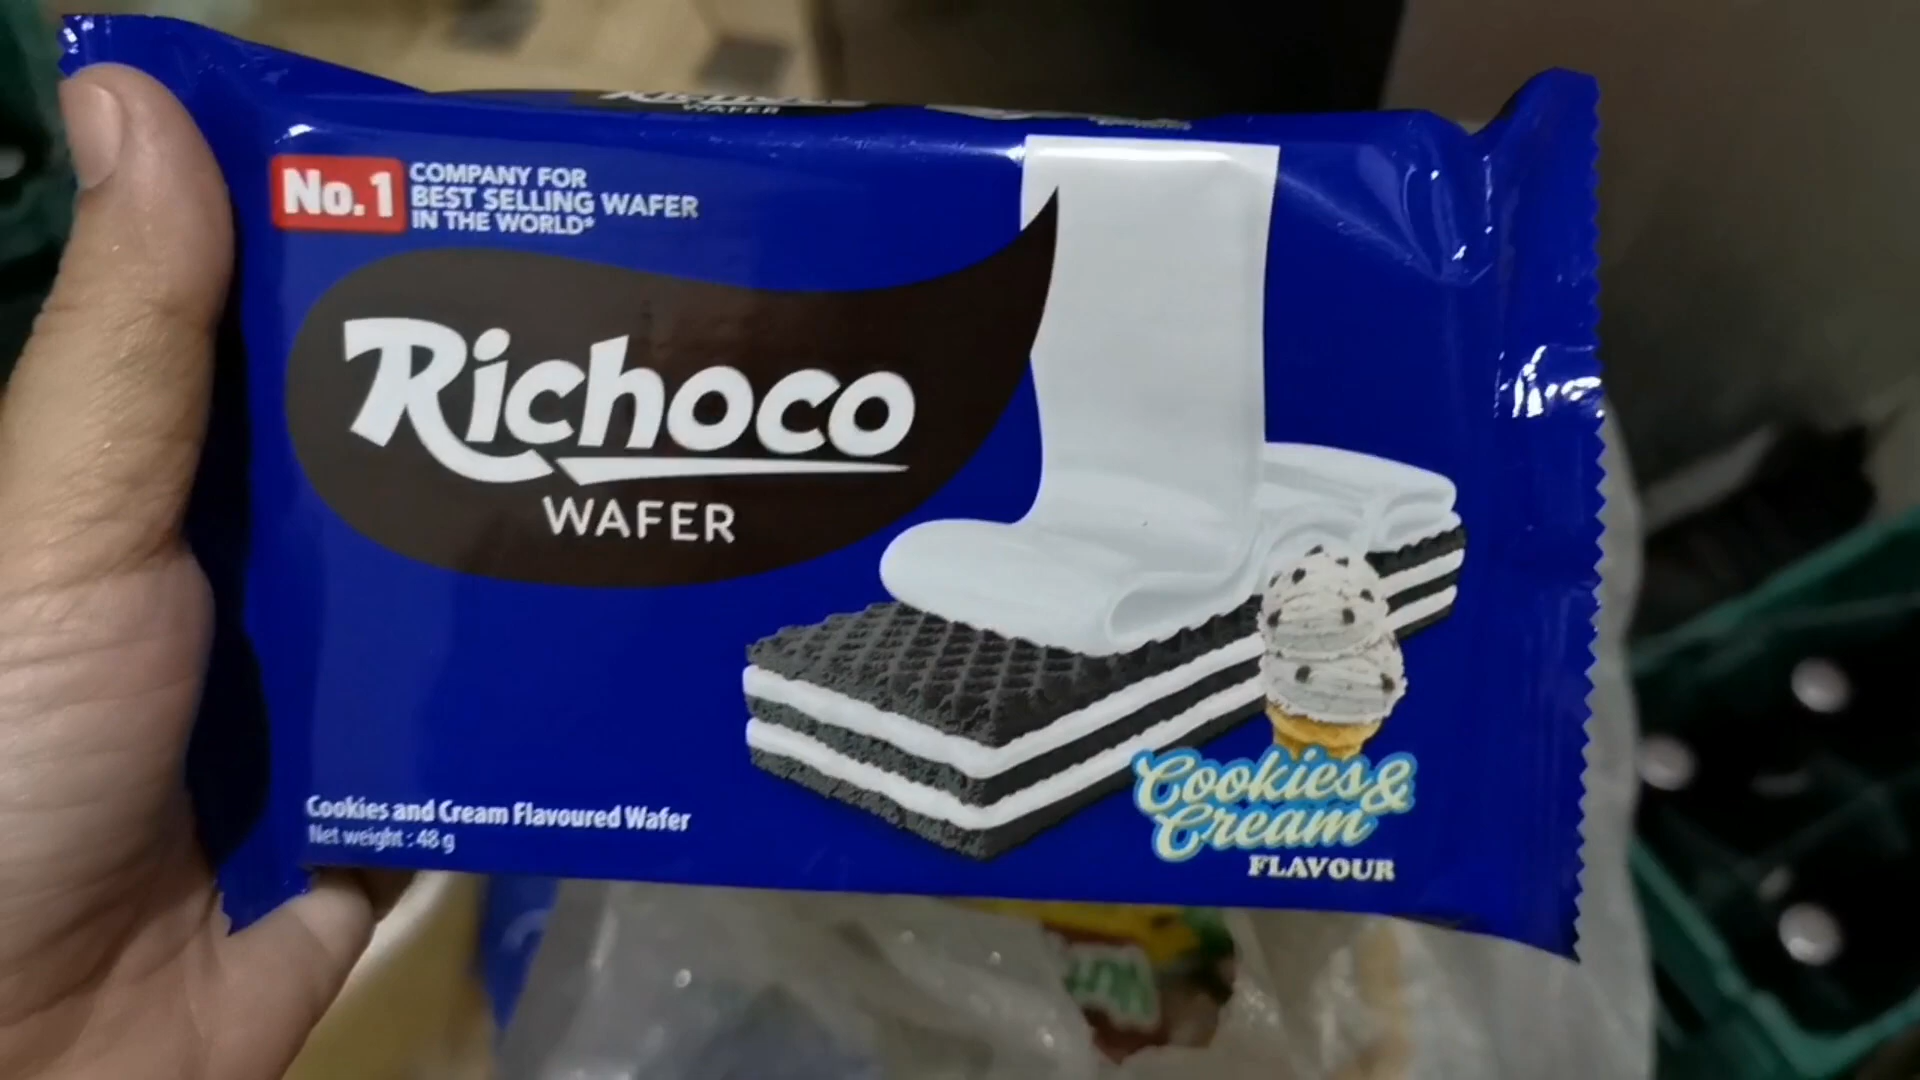 WAFER
No.1
COMPANY FOR
BEST SELLING WAFER
IN THE WORLD*
Richoco
WAFER
Cookies and Cream Flavoured Wafer
Net weight : 48 g
Cookies &
Cream
FLAVOUR